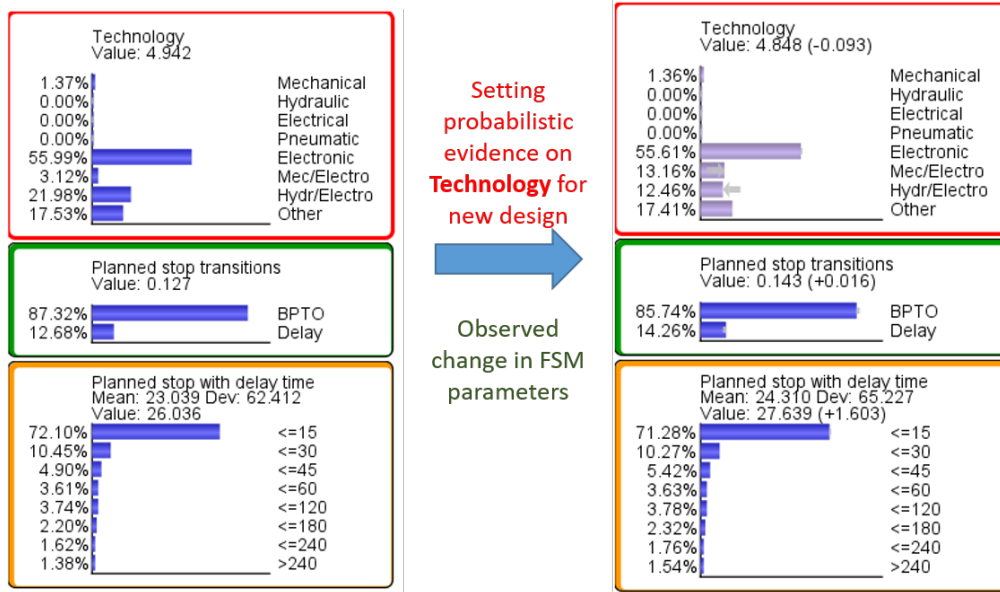 Technology
Value: 4.942
1.37% Mechanical
0.00% Hydraulic
0.00% Electrical
0.00% Pneumatic
55.99% Electronic
3.12% Mec/Electro
21.98% Hydr/Electro
17.53% Other
Planned stop transitions
Value: 0.127
87.32% BPTO
12.68% Delay
Planned stop with delay time
Mean: 23.039 Dev: 62.412
Value: 26.036
72.10% <=15
10.45% <=30
4.90% <=45
3.61% <=60
3.74% <=120
2.20% <=180
1.62% <=240
1.38% >240
Setting
probabilistic
evidence on
Technology for
new design
Observed
change in FSM
parameters
Technology
Value: 4.848 (-0.093)
1.36% Mechanical
0.00% Hydraulic
0.00% Electrical
0.00% Pneumatic
55.61% Electronic
13.16% Mec/Electro
12.46% Hydr/Electro
17.41% Other
Planned stop transitions
Value: 0.143 (+0.016)
85.74% BPTO
14.26% Delay
Planned stop with delay time
Mean: 24.310 Dev: 65.227
Value: 27.639 (+1.603)
71.28% <=15
10.27% <=30
5.42% <=45
3.63% <=60
3.78% <=120
2.32% <=180
1.76% <=240
1.54% >240